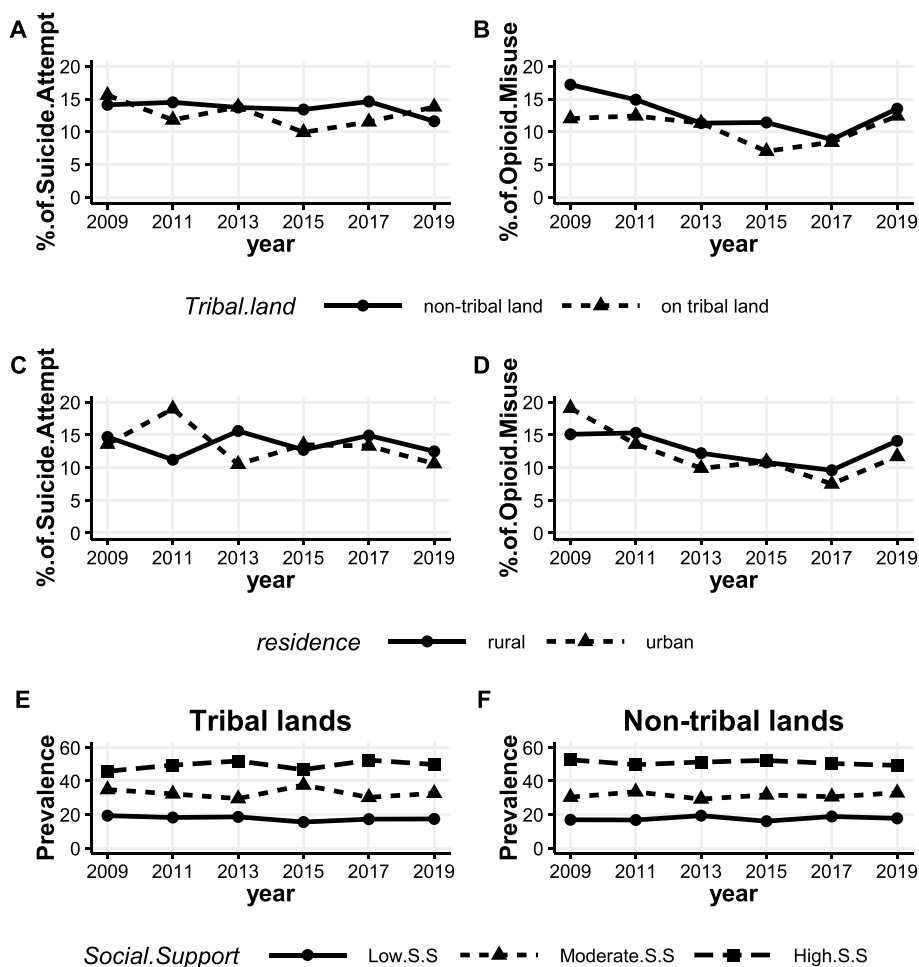 A
%.of.Suicide.Attempt
20
15
10
5
0
2009 2011 2013 2015 2017 2019
year
B
%.of.Opioid.Misuse
20
15
10
5
0
2009 2011 2013 2015 2017 2019
year
Tribal.land non-tribal land on tribal land
C
%.of.Suicide.Attempt
20
15
10
5
0
2009 2011 2013 2015 2017 2019
year
D
%.of.Opioid.Misuse
20
15
10
5
0
2009 2011 2013 2015 2017 2019
year
residence rural urban
E
Tribal lands
Prevalence
60
40
20
0
2009 2011 2013 2015 2017 2019
year
F
Non-tribal lands
Prevalence
60
40
20
0
2009 2011 2013 2015 2017 2019
year
Social.Support Low.S.S Moderate.S.S High.S.S